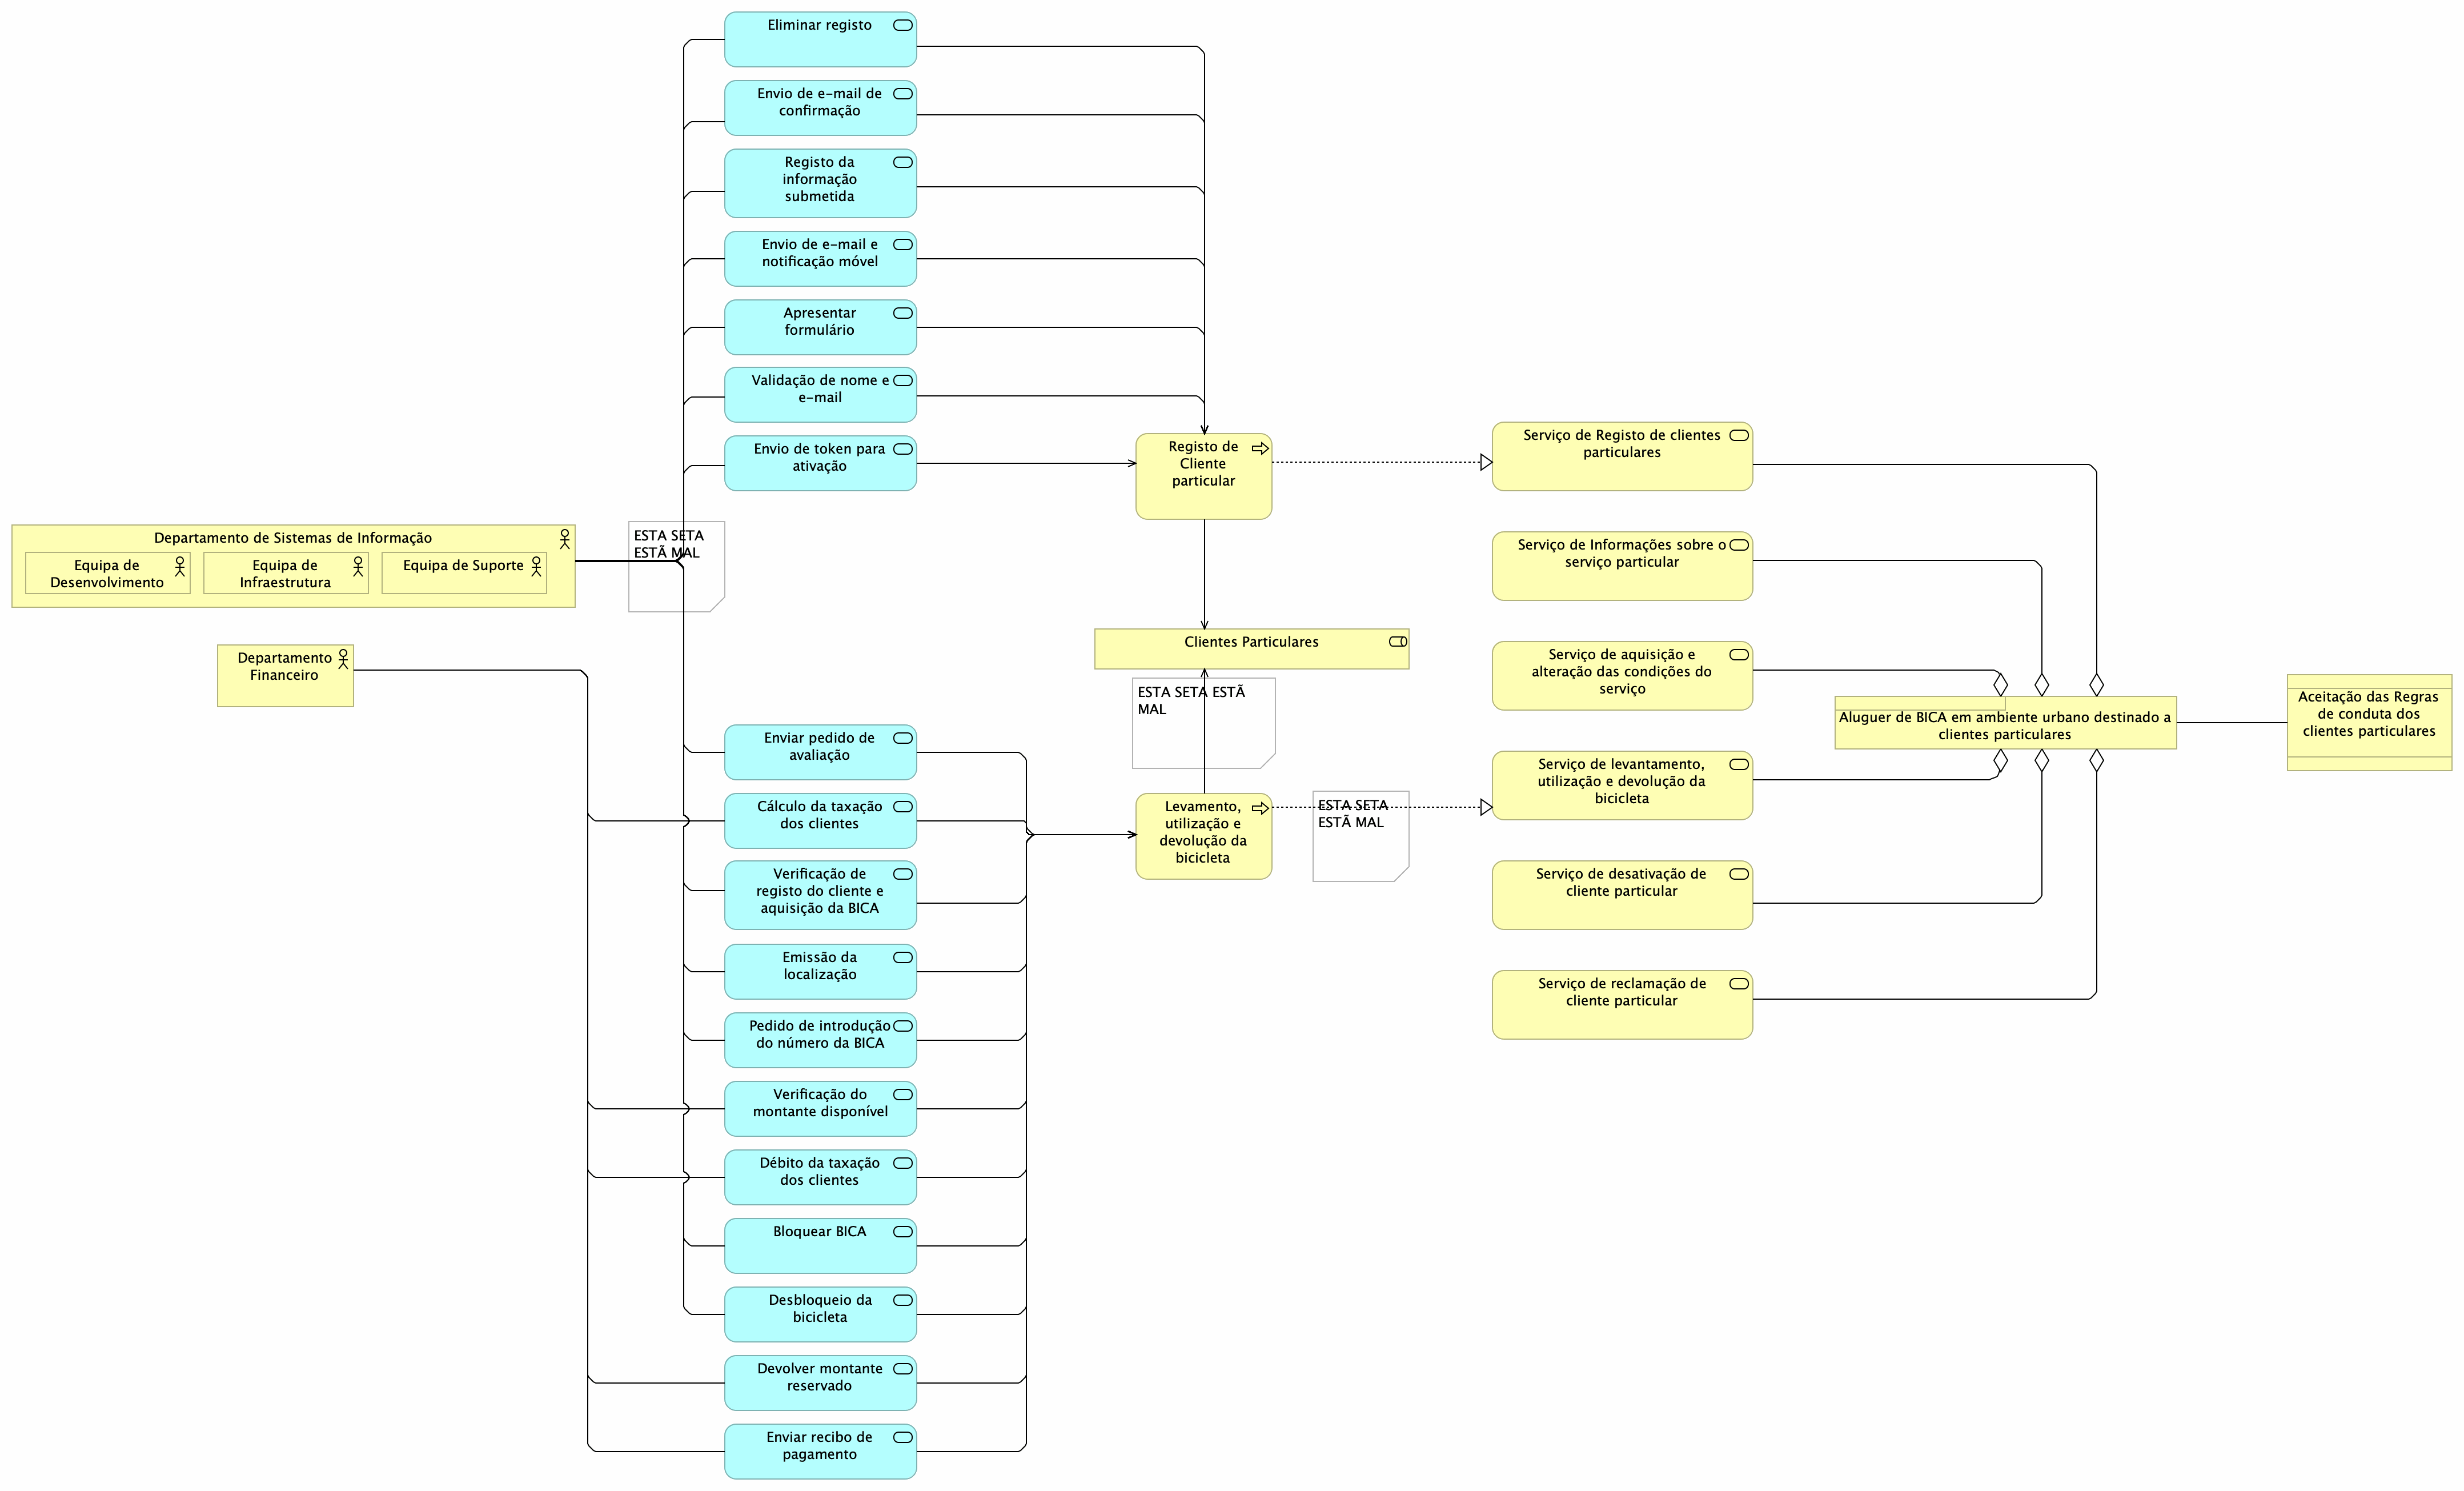 Eliminar registo
Envio de e-mail de
confirmação
Registo da
informação
submetida
Envio de e-mail e
notificação móvel
Apresentar
formulário
Validação de nome e
e-mail
Envio de token para
ativação
Registo de
Cliente
particular
Serviço de Registo de clientes
particulares
Departamento de Sistemas de Informação
Equipa de
Desenvolvimento
Equipa de
Infraestrutura
Equipa de Suporte
ESTA SETA
ESTÃ MAL
Serviço de Informações sobre o
serviço particular
Departamento
Financeiro
Clientes Particulares
ESTA SETA ESTÃ
MAL
Serviço de aquisição e
alteração das condições do
serviço
Aluguer de BICA em ambiente urbano destinado a
clientes particulares
Aceitação das Regras
de conduta dos
clientes particulares
Enviar pedido de
avaliação
Cálculo da taxação
dos clientes
Levamento,
utilização e
devolução da
bicicleta
ESTA SETA
ESTÃ MAL
Serviço de levantamento,
utilização e devolução da
bicicleta
Verificação de
registo do cliente e
aquisição da BICA
Serviço de desativação de
cliente particular
Emissão da
localização
Serviço de reclamação de
cliente particular
Pedido de introdução
do número da BICA
Verificação do
montante disponível
Débito da taxação
dos clientes
Bloquear BICA
Desbloqueio da
bicicleta
Devolver montante
reservado
Enviar recibo de
pagamento